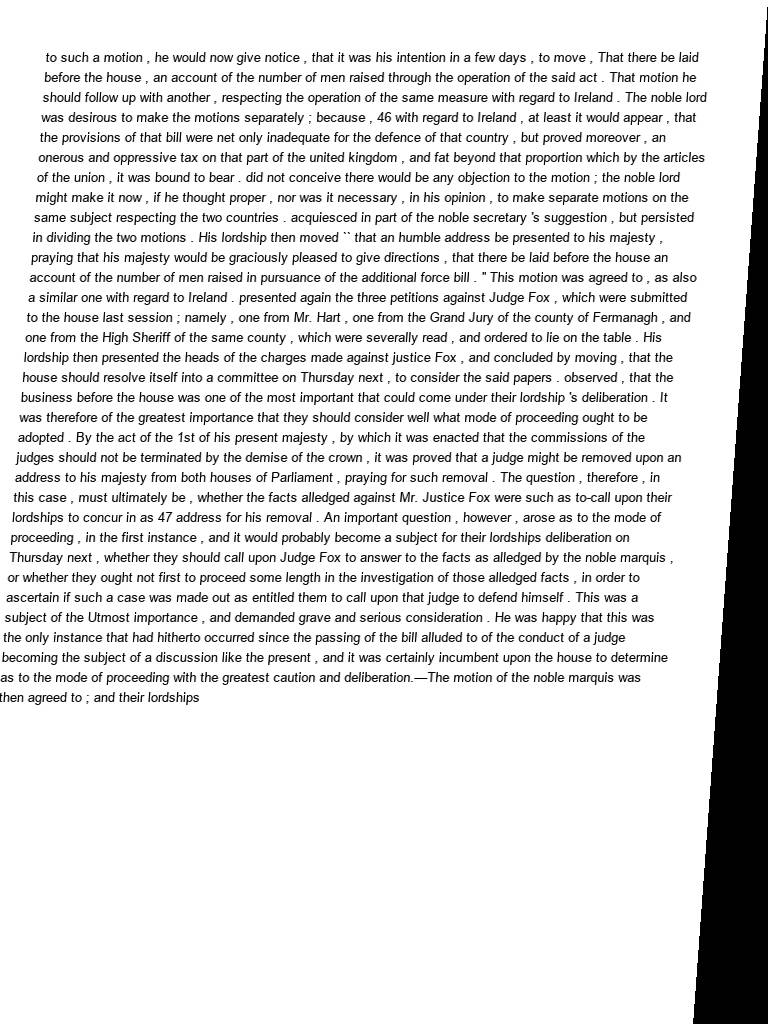 to such a motion , he would now give notice , that it was his intention in a few days , to move , That there be laid
before the house , an account of the number of men raised through the operation of the said act . That motion he
should follow up with another , respecting the operation of the same measure with regard to Ireland . The noble lord
was desirous to make the motions separately ; because , 46 with regard to Ireland , at least it would appear , that
the provisions of that bill were net only inadequate for the defence of that country , but proved moreover , an
onerous and oppressive tax on that part of the united kingdom , and fat beyond that proportion which by the articles
of the union , it was bound to bear . did not conceive there would be any objection to the motion ; the noble lord
might make it now , if he thought proper , nor was it necessary , in his opinion , to make separate motions on the
same subject respecting the two countries . acquiesced in part of the noble secretary 's suggestion , but persisted
in dividing the two motions . His lordship then moved `` that an humble address be presented to his majesty ,
praying that his majesty would be graciously pleased to give directions , that there be laid before the house an
account of the number of men raised in pursuance of the additional force bill . " This motion was agreed to , as also
a similar one with regard to Ireland . presented again the three petitions against Judge Fox , which were submitted
to the house last session ; namely , one from Mr. Hart , one from the Grand Jury of the county of Fermanagh , and
one from the High Sheriff of the same county , which were severally read , and ordered to lie on the table . His
lordship then presented the heads of the charges made against justice Fox , and concluded by moving , that the
house should resolve itself into a committee on Thursday next , to consider the said papers . observed , that the
business before the house was one of the most important that could come under their lordship 's deliberation . It
was therefore of the greatest importance that they should consider well what mode of proceeding ought to be
adopted . By the act of the 1st of his present majesty , by which it was enacted that the commissions of the
judges should not be terminated by the demise of the crown , it was proved that a judge might be removed upon an
address to his majesty from both houses of Parliament , praying for such removal . The question , therefore , in
this case , must ultimately be , whether the facts alledged against Mr. Justice Fox were such as to-call upon their
lordships to concur in as 47 address for his removal . An important question , however , arose as to the mode of
proceeding , in the first instance , and it would probably become a subject for their lordships deliberation on
Thursday next , whether they should call upon Judge Fox to answer to the facts as alledged by the noble marquis ,
or whether they ought not first to proceed some length in the investigation of those alledged facts , in order to
ascertain if such a case was made out as entitled them to call upon that judge to defend himself . This was a
subject of the Utmost importance , and demanded grave and serious consideration . He was happy that this was
the only instance that had hitherto occurred since the passing of the bill alluded to of the conduct of a judge
becoming the subject of a discussion like the present , and it was certainly incumbent upon the house to determine
as to the mode of proceeding with the greatest caution and deliberation.—The motion of the noble marquis was
then agreed to ; and their lordships